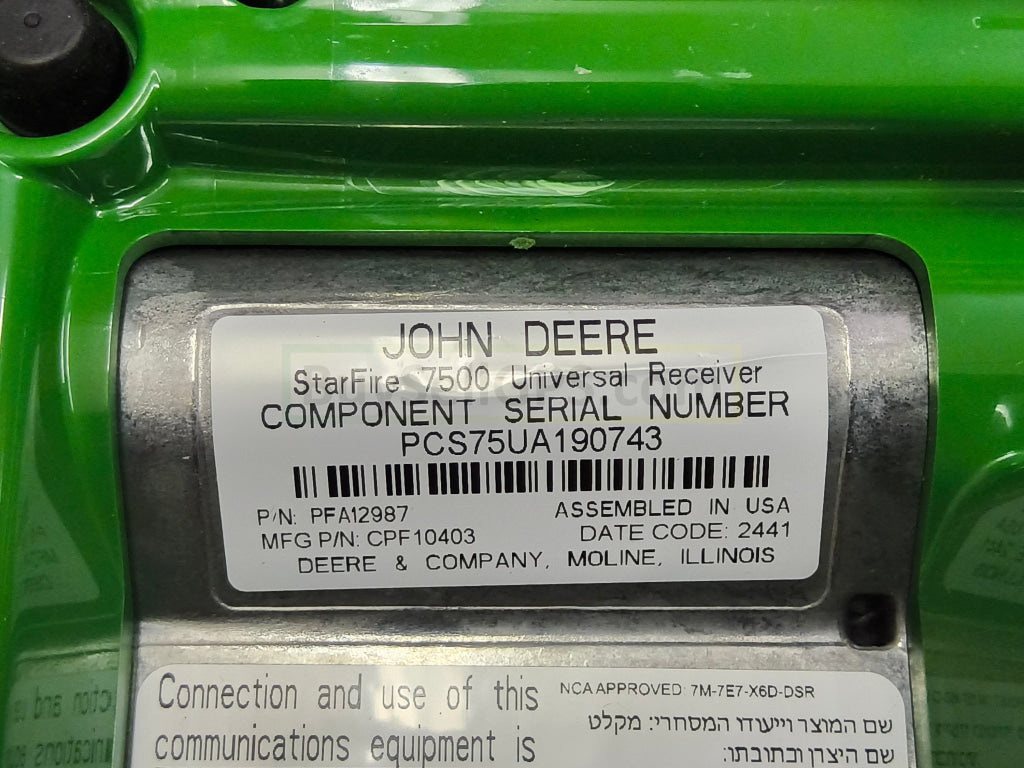 JOHN DEERE
StarFire 7500 Universal Receiver
COMPONENT SERIAL NUMBER
PCS75UA190743
P/N: PFA12987
ASSEMBLED IN USA
MFG P/N: CPF10403
DATE CODE: 2441
DEERE & COMPANY, MOLINE, ILLINOIS
Connection and use of this
communications equipment is
NCA APPROVED: 7M-7E7-X6D-DSR
שם המוצר וייעודו המסחרי: מקלט
שם היצרן וכתובתו: